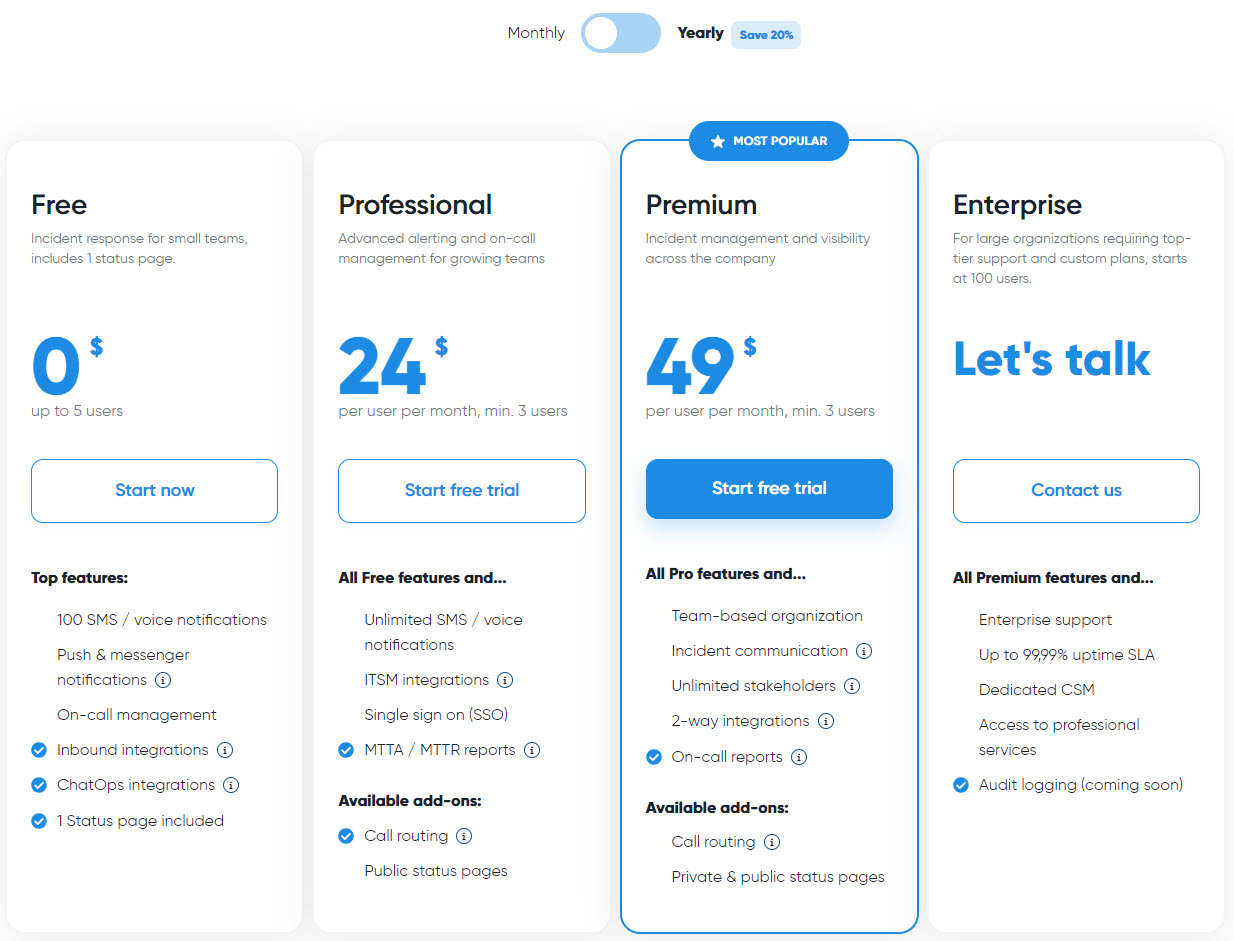 Monthly
Yearly
Save 20%
Free
Incident response for small teams,
includes 1 status page.
0 $
up to 5 users
Start now
Top features:
100 SMS / voice notifications
Push & messenger
notifications
On-call management
Inbound integrations
ChatOps integrations
1 Status page included
Professional
Advanced alerting and on-call
management for growing teams
24 $
per user per month, min. 3 users
Start free trial
All Free features and...
Unlimited SMS / voice
notifications
ITSM integrations
Single sign on (SSO)
MTTA / MTTR reports
Available add-ons:
Call routing
Public status pages
MOST POPULAR
Premium
Incident management and visibility
across the company
49 $
per user per month, min. 3 users
Start free trial
All Pro features and...
Team-based organization
Incident communication
Unlimited stakeholders
2-way integrations
On-call reports
Available add-ons:
Call routing
Private & public status pages
Enterprise
For large organizations requiring top-
tier support and custom plans, starts
at 100 users.
Let's talk
Contact us
All Premium features and...
Enterprise support
Up to 99,99% uptime SLA
Dedicated CSM
Access to professional
services
Audit logging (coming soon)